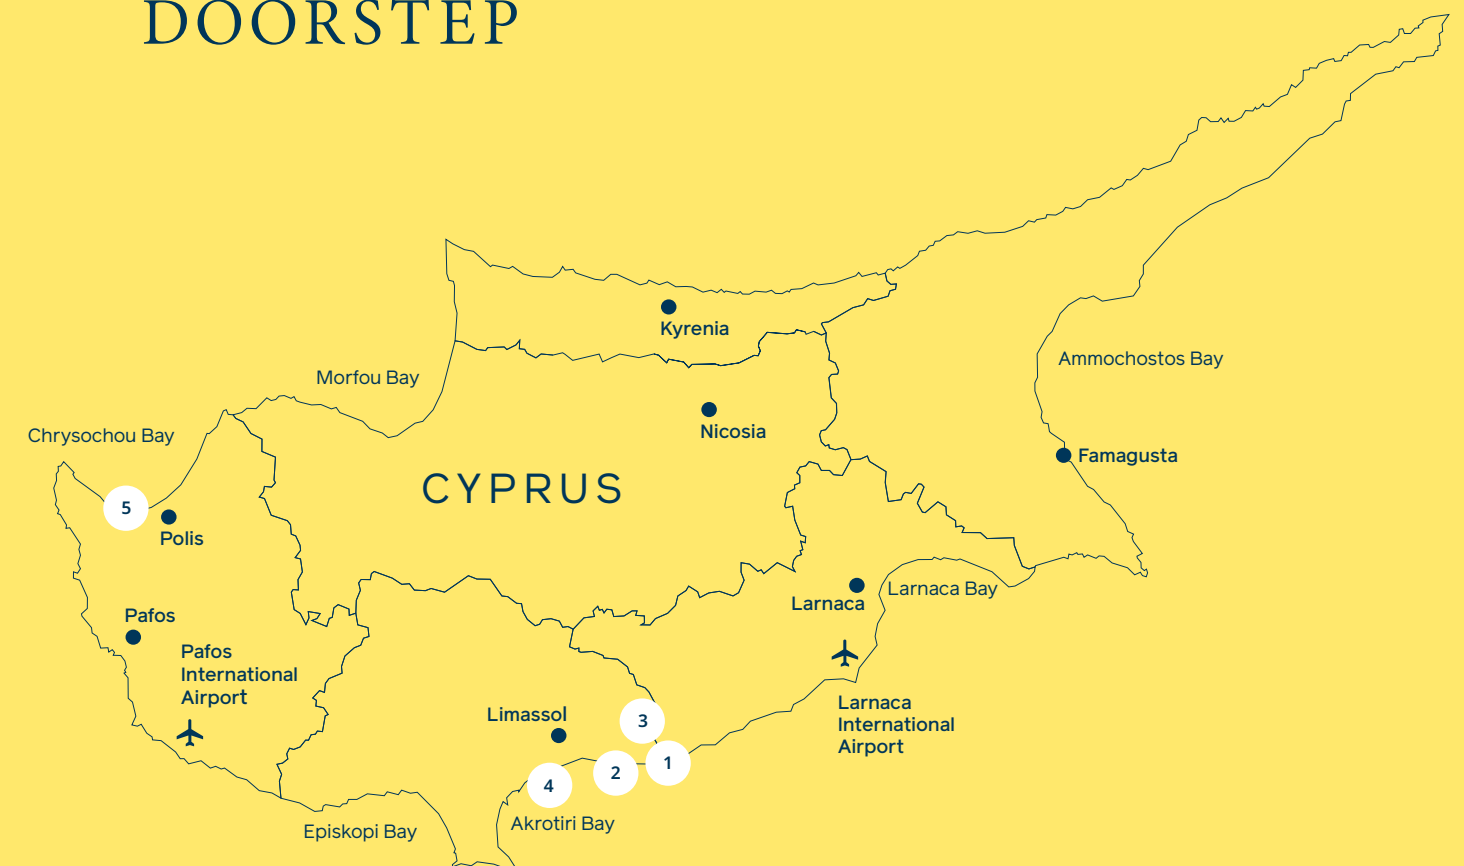 DOORSTEP
Kyrenia
Ammochostos Bay
Morfou Bay
Nicosia
Chrysochou Bay
Famagusta
CYPRUS
5
Polis
Larnaca Bay
Larnaca
Pafos
Pafos
International
Airport
Larnaca
International
Airport
Limassol
3
1
2
4
Akrotiri Bay
Episkopi Bay